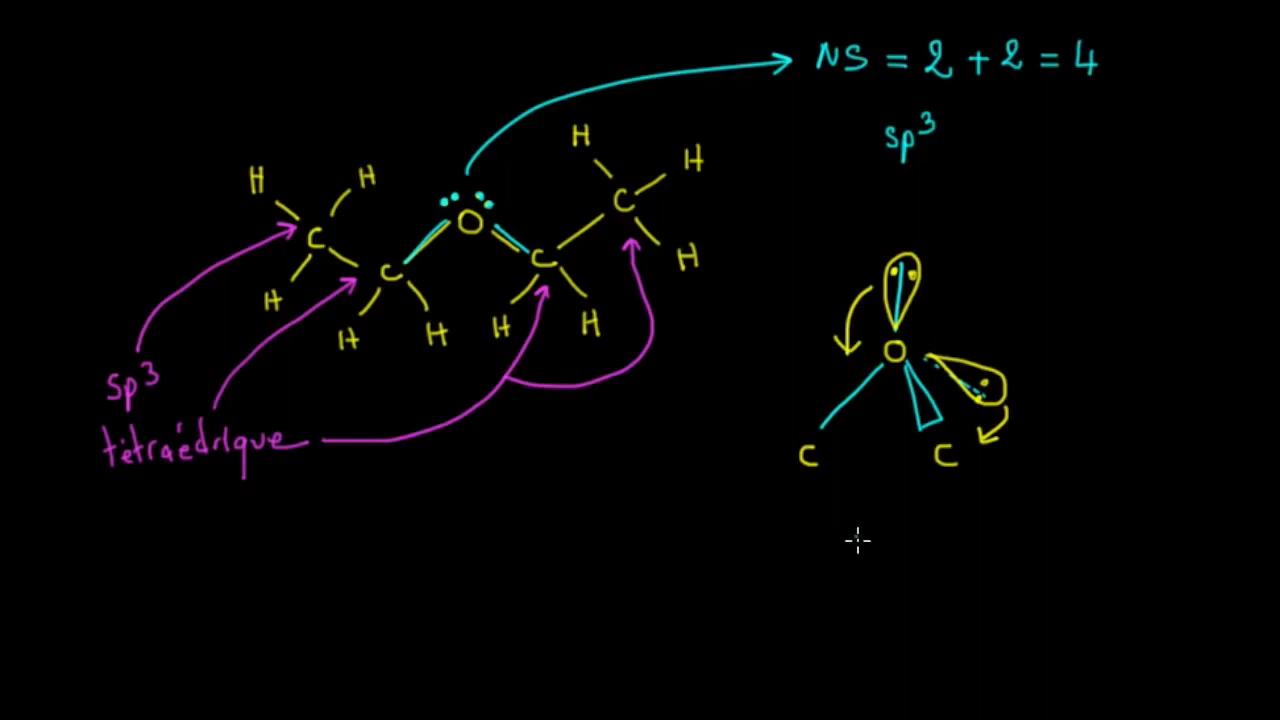 NS = 2 + 2 = 4
sp³
H H
H H
C O C
C C
H H H
H H H
sp³
tétraédrique
O
C C